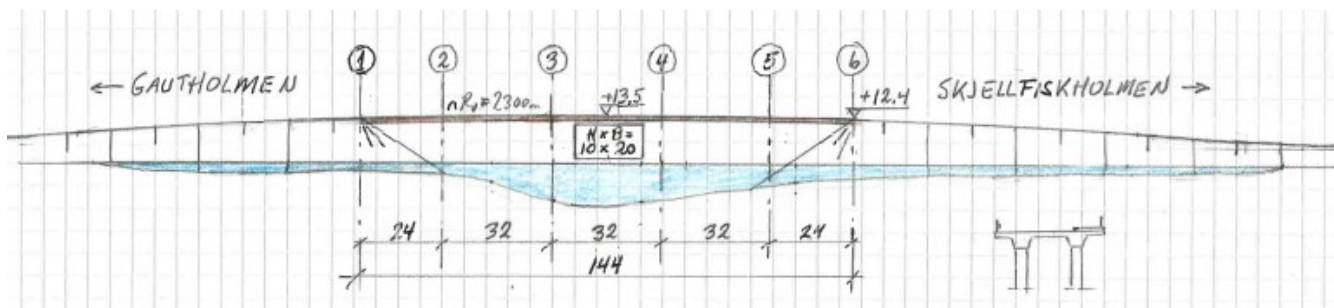 1 2 3 4 5 6
← GAUTHOLMEN
∩ Rv=2300m
+13,5
+12.4
SKJELLFISKHOLMEN →
H x B =
10 x 20
24 32 32 32 24
144